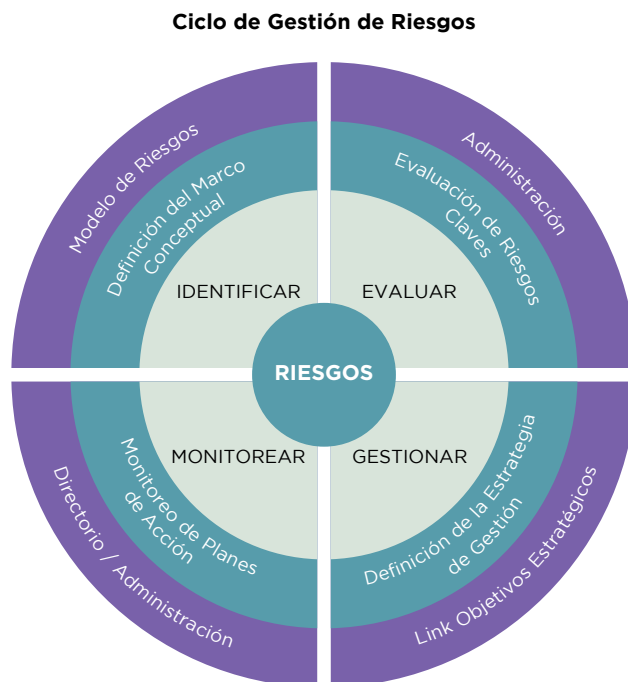 Ciclo de Gestión de Riesgos
Modelo de Riesgos
Definición del Marco
Conceptual
IDENTIFICAR
Administración
Evaluación de Riesgos
Claves
EVALUAR
RIESGOS
MONITOREAR
Monitoreo de Planes
de Acción
Directorio / Administración
GESTIONAR
Definición de la Estrategia
de Gestión
Link Objetivos Estratégicos